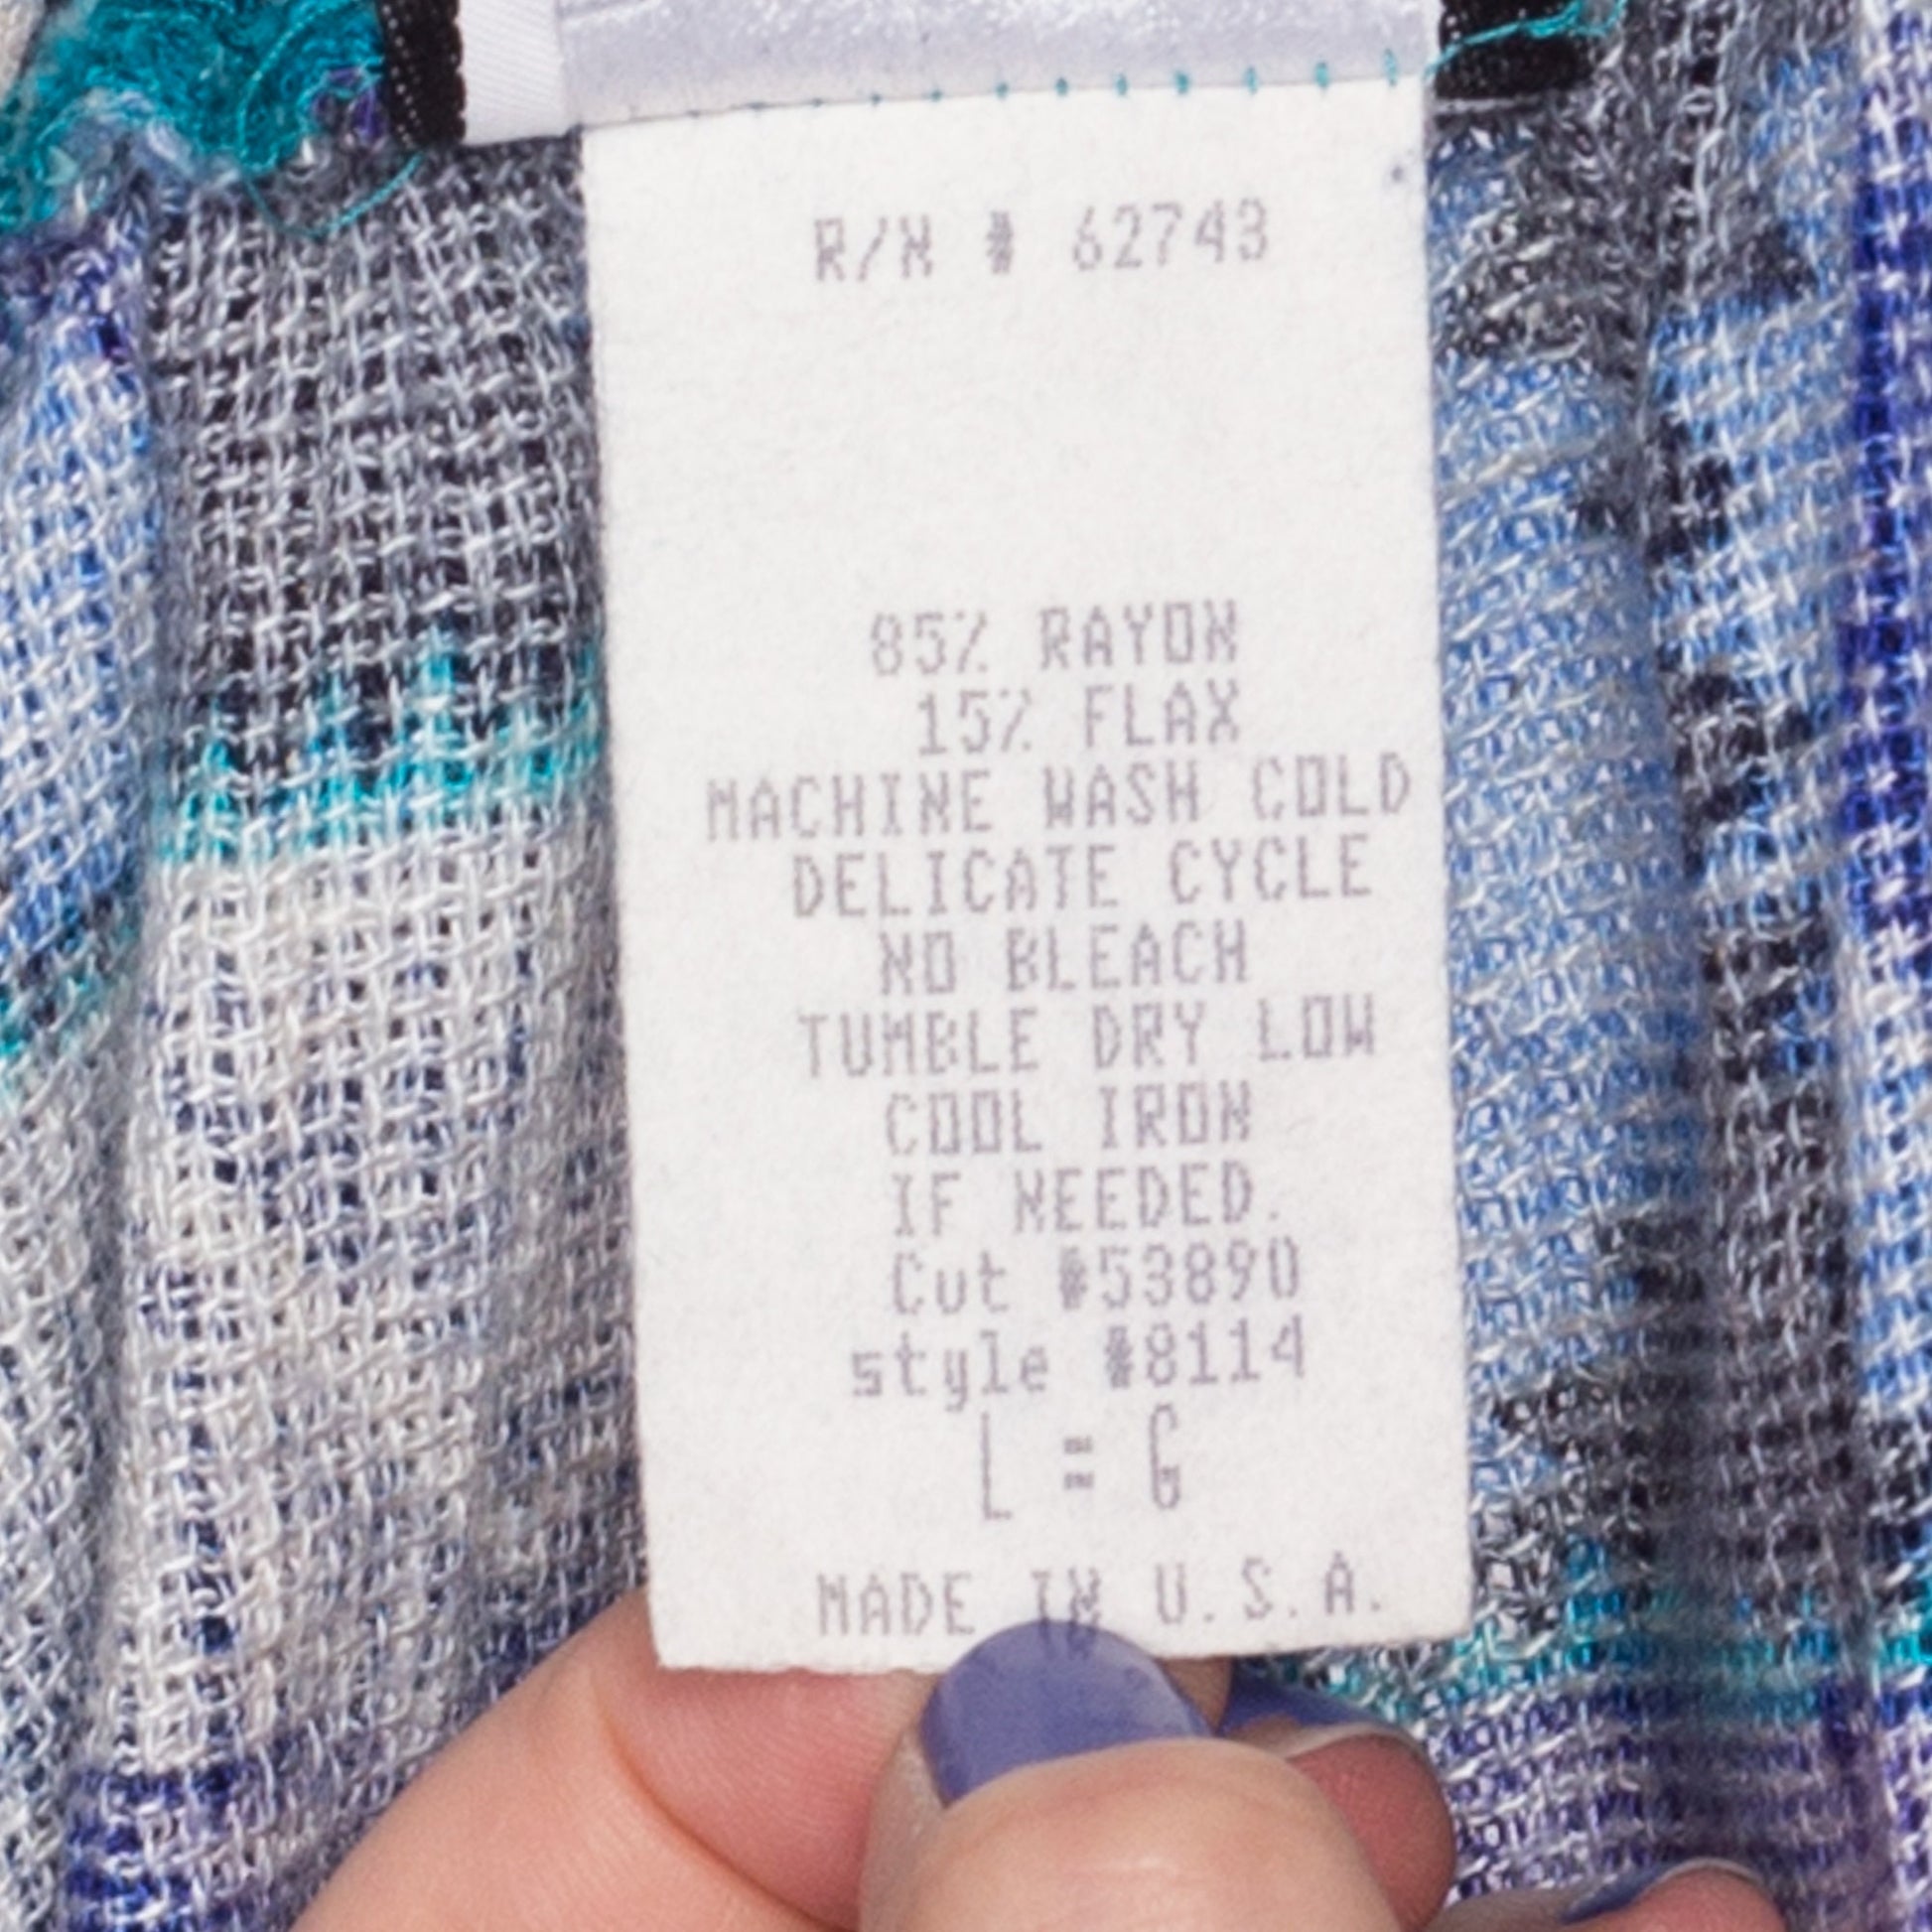 R/N # 62743
85% RAYON
15% FLAX
MACHINE WASH COLD
DELICATE CYCLE
NO BLEACH
TUMBLE DRY LOW
COOL IRON
IF NEEDED.
Cut #53890
style #8114
L = G
MADE IN U.S.A.